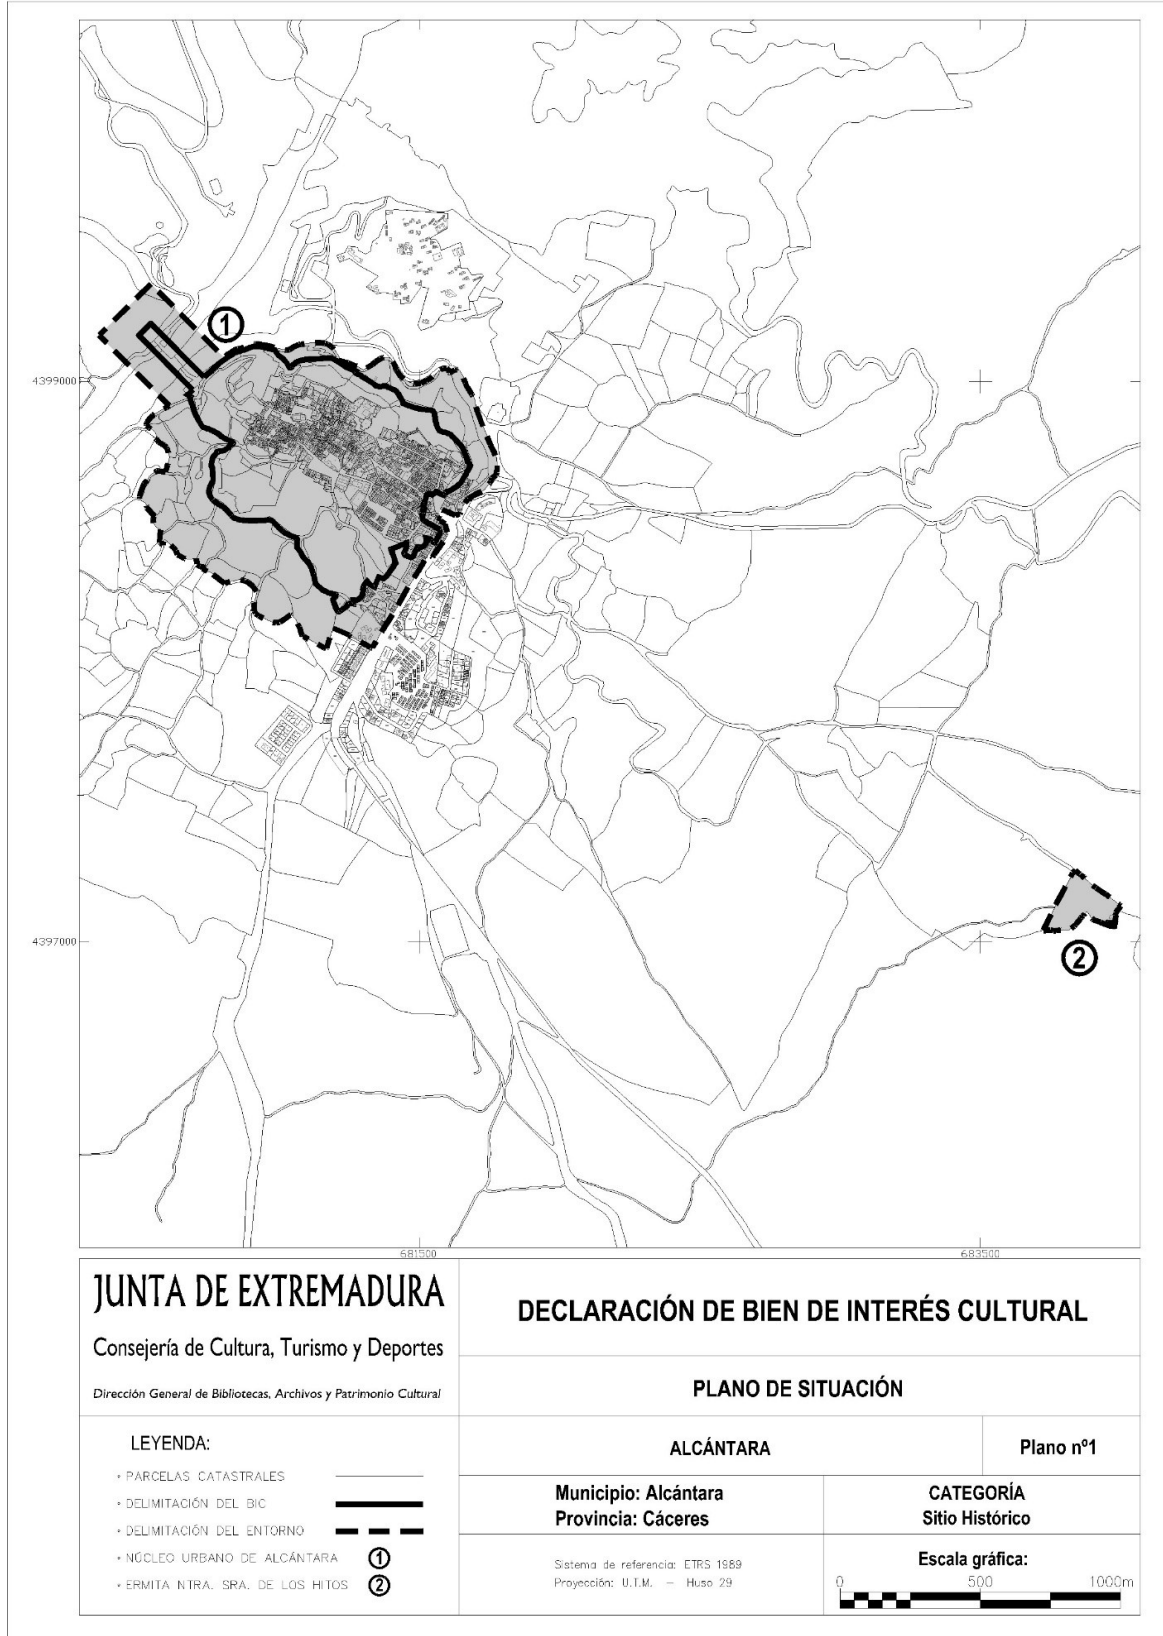 1
4399000
4397000
2
681500
683500
JUNTA DE EXTREMADURA
Consejería de Cultura, Turismo y Deportes
Dirección General de Bibliotecas, Archivos y Patrimonio Cultural
DECLARACIÓN DE BIEN DE INTERÉS CULTURAL
PLANO DE SITUACIÓN
ALCÁNTARA
Plano nº1
LEYENDA:
• PARCELAS CATASTRALES
• DELIMITACIÓN DEL BIC
• DELIMITACIÓN DEL ENTORNO
• NÚCLEO URBANO DE ALCÁNTARA 1
• ERMITA NTRA. SRA. DE LOS HITOS 2
Municipio: Alcántara
Provincia: Cáceres
CATEGORÍA
Sitio Histórico
Sistema de referencia: ETRS 1989
Proyección: U.T.M. – Huso 29
Escala gráfica:
0 500 1000m